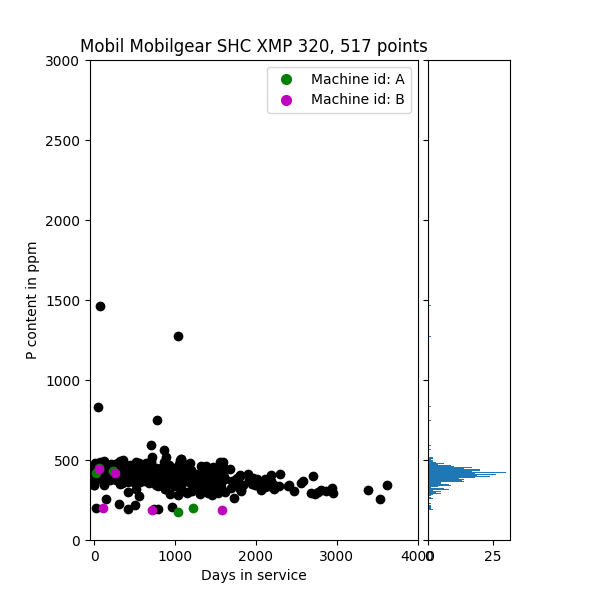 Mobil Mobilgear SHC XMP 320, 517 points
Machine id: A
Machine id: B
3000
2500
2000
1500
1000
500
0
P content in ppm
0
1000
2000
3000
4000
0
25
Days in service